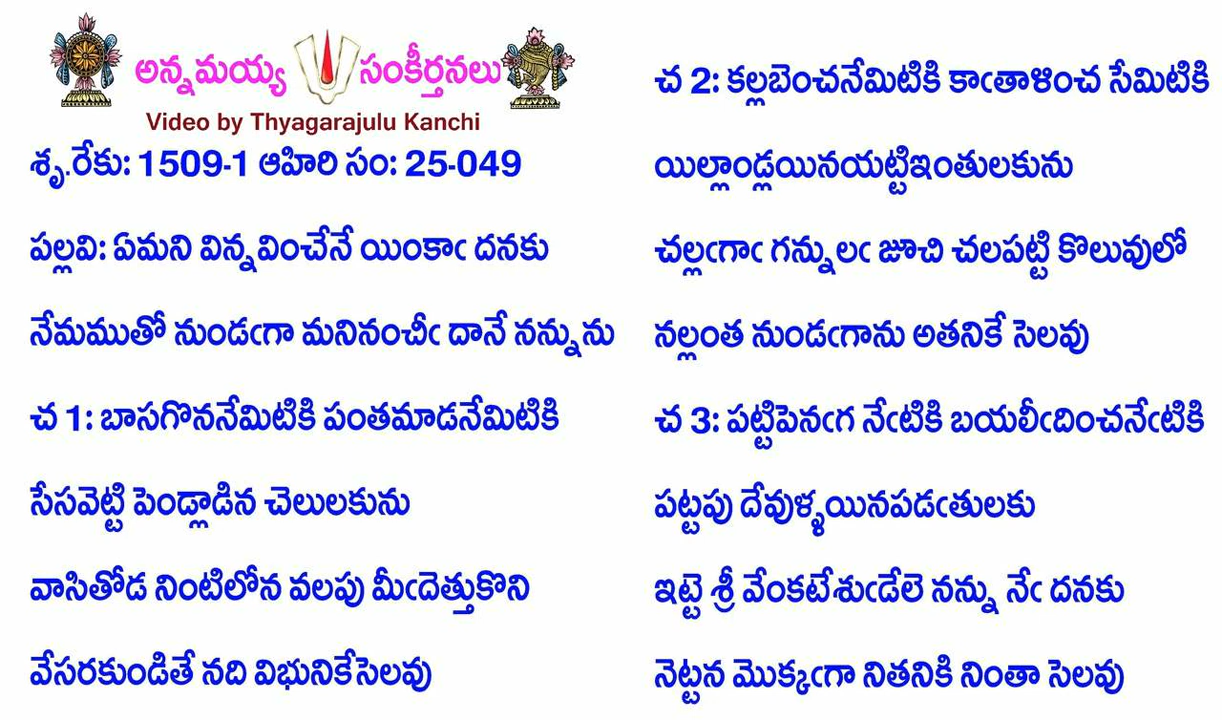 అన్నమయ్య సంకీర్తనలు
Video by Thyagarajulu Kanchi
శృ.రేకు: 1509-1 ఆహిరి సం: 25-049
పల్లవి: ఏమని విన్నవించేనే యింకాఁ దనకు
నేమముతో నుండఁగా మనినంచీఁ దానే నన్నును
చ 1: బాసగొననేమిటికి పంతమాడనేమిటికి
సేసవెట్టి పెండ్లాడిన చెలులకును
వాసితోడ నింటిలోన వలపు మీఁదెత్తుకొని
వేసరకుండితే నది విభునికేసెలవు
చ 2: కల్లబెంచనేమిటికి కాఁతాళించ సేమిటికి
యిల్లాండ్లయినయట్టిఇంతులకును
చల్లఁగాఁ గన్నులఁ జూచి చలపట్టి కొలువులో
నల్లంత నుండఁగాను అతనికే సెలవు
చ 3: పట్టిపెనఁగ నేఁటికి బయలీఁదించనేఁటికి
పట్టపు దేవుళ్ళయినపడఁతులకు
ఇట్టె శ్రీ వేంకటేశుఁడేలె నన్ను నేఁ దనకు
నెట్టన మొక్కఁగా నితనికి నింతా సెలవు